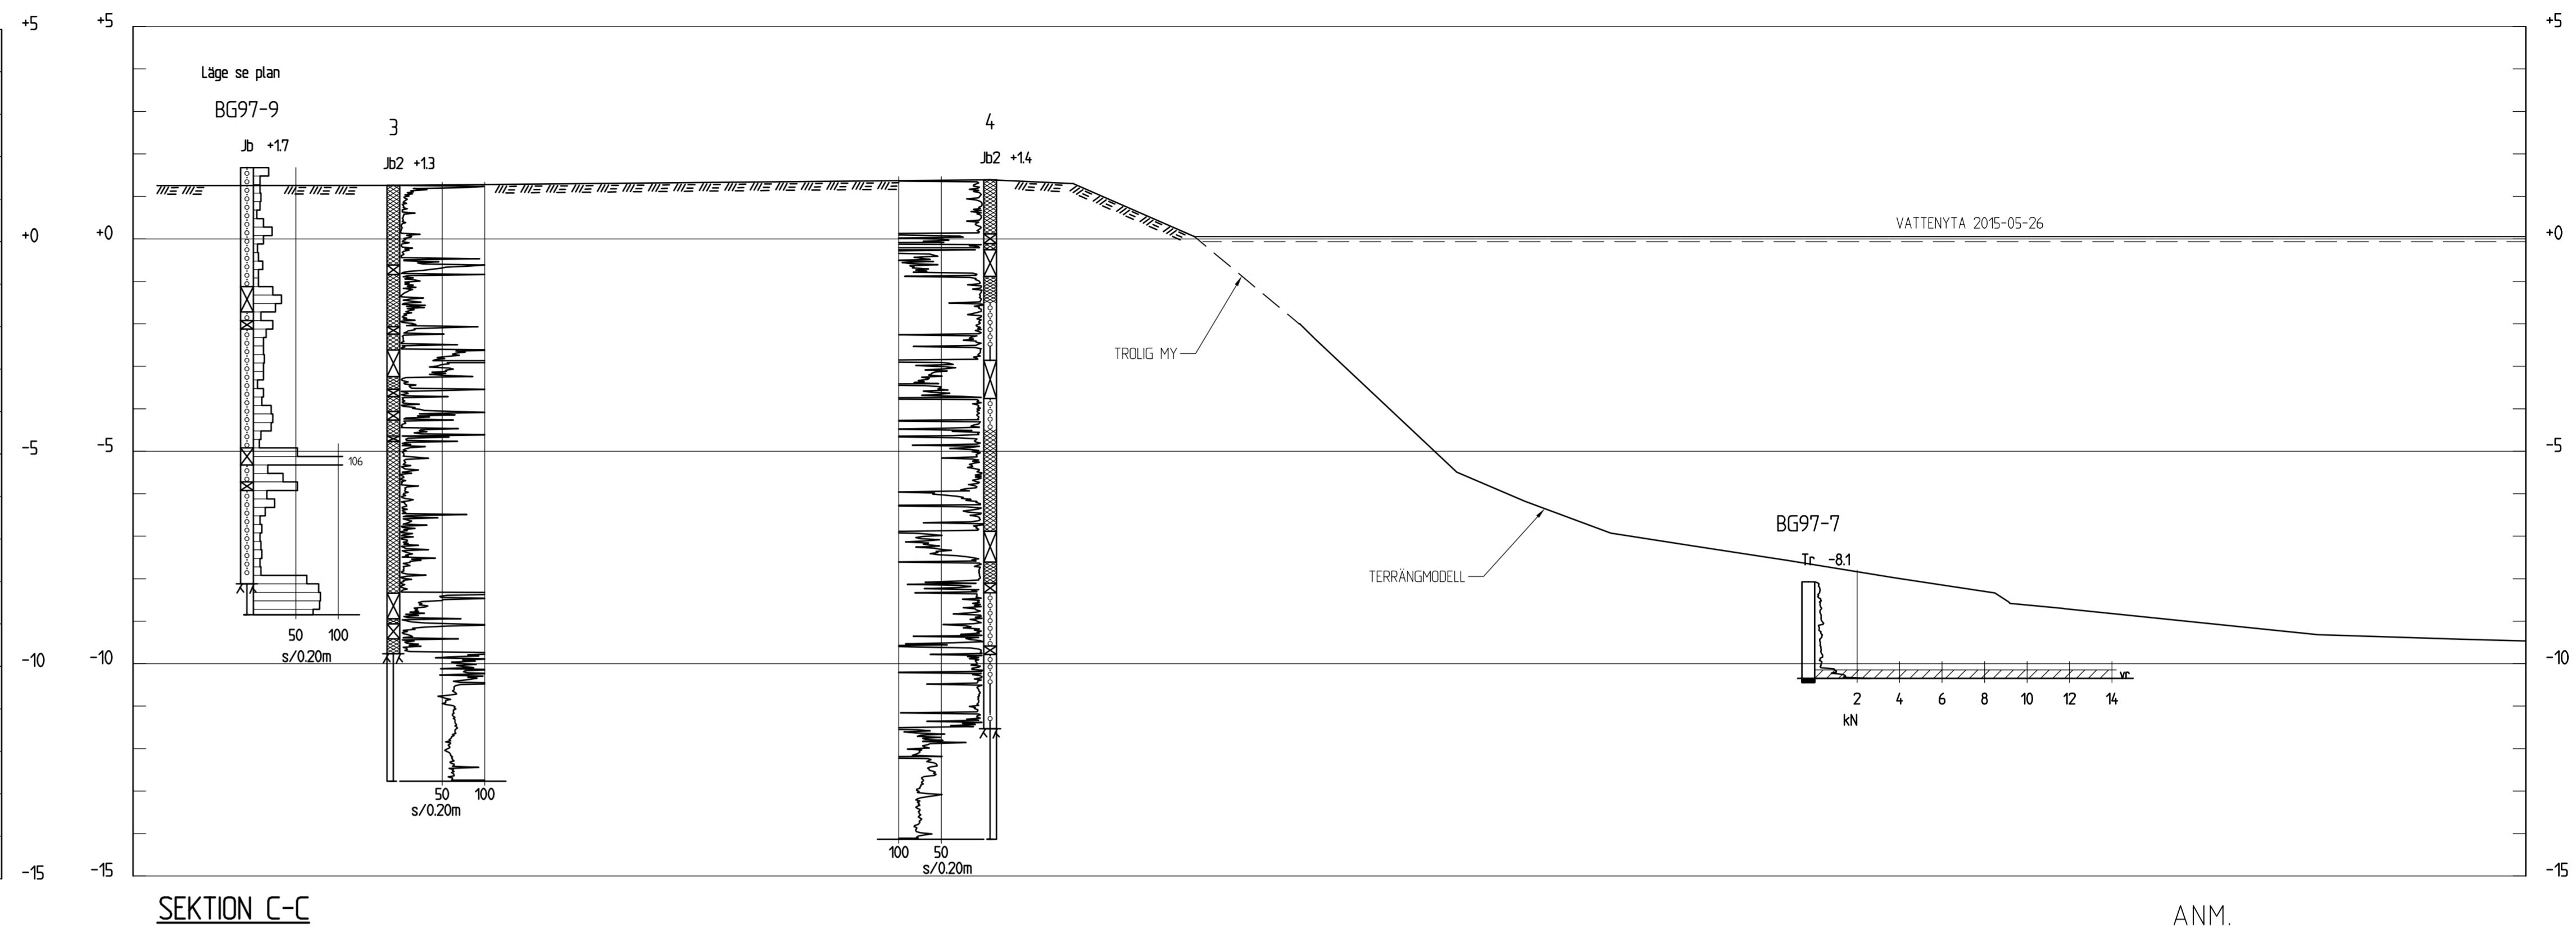 +5
+5
+5
Läge se plan
BG97-9
3
4
Jb +1.7
Jb2 +1.3
Jb2 +1.4
VATTENYTA 2015-05-26
+0
+0
+0
TROLIG MY
-5
-5
-5
106
BG97-7
Tr -8.1
TERRÄNGMODELL
50 100
s/0.20m
-10
-10
-10
vr
2 4 6 8 10 12 14
kN
50 100
s/0.20m
100 50
s/0.20m
-15
-15
-15
SEKTION C-C
ANM.